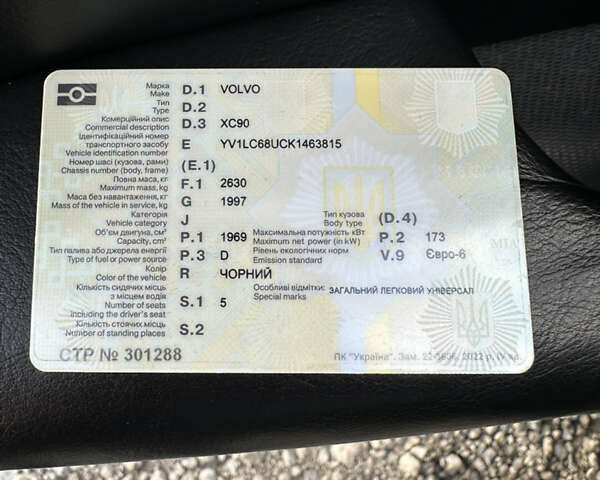 Марка
Make D.1 VOLVO
Тип
Type D.2
Комерційний опис
Commercial description D.3 XC90
Ідентифікаційний номер
транспортного засобу
Vehicle identification number E YV1LC68UCK1463815
Номер шасі (кузова, рами)
Chassis number (body, frame) (E.1)
Повна маса, кг
Maximum mass, kg F.1 2630
Маса без навантаження, кг
Mass of the vehicle in service, kg G 1997
Категорія
Vehicle category J
Тип кузова
Body type (D.4)
Об'єм двигуна, см³
Capacity, cm³ P.1 1969
Максимальна потужність кВт
Maximum net power (in kW) P.2 173
Тип палива або джерела енергії
Type of fuel or power source P.3 D
Рівень екологічних норм
Emission standard V.9 Євро-6
Колір
Color of the vehicle R ЧОРНИЙ
Кількість сидячих місць
з місцем водія
Number of seats
including the driver's seat S.1 5
Особливі відмітки:
Special marks ЗАГАЛЬНИЙ ЛЕГКОВИЙ УНІВЕРСАЛ
Кількість стоячих місць
Number of standing places S.2
СТР № 301288
ПК "Україна". Зам. 2022 р.